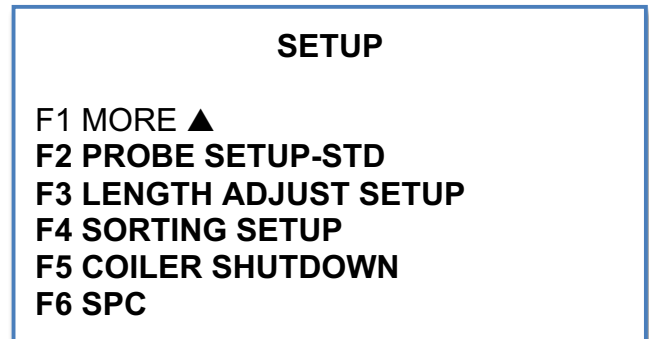 SETUP
F1 MORE ▲
F2 PROBE SETUP-STD
F3 LENGTH ADJUST SETUP
F4 SORTING SETUP
F5 COILER SHUTDOWN
F6 SPC